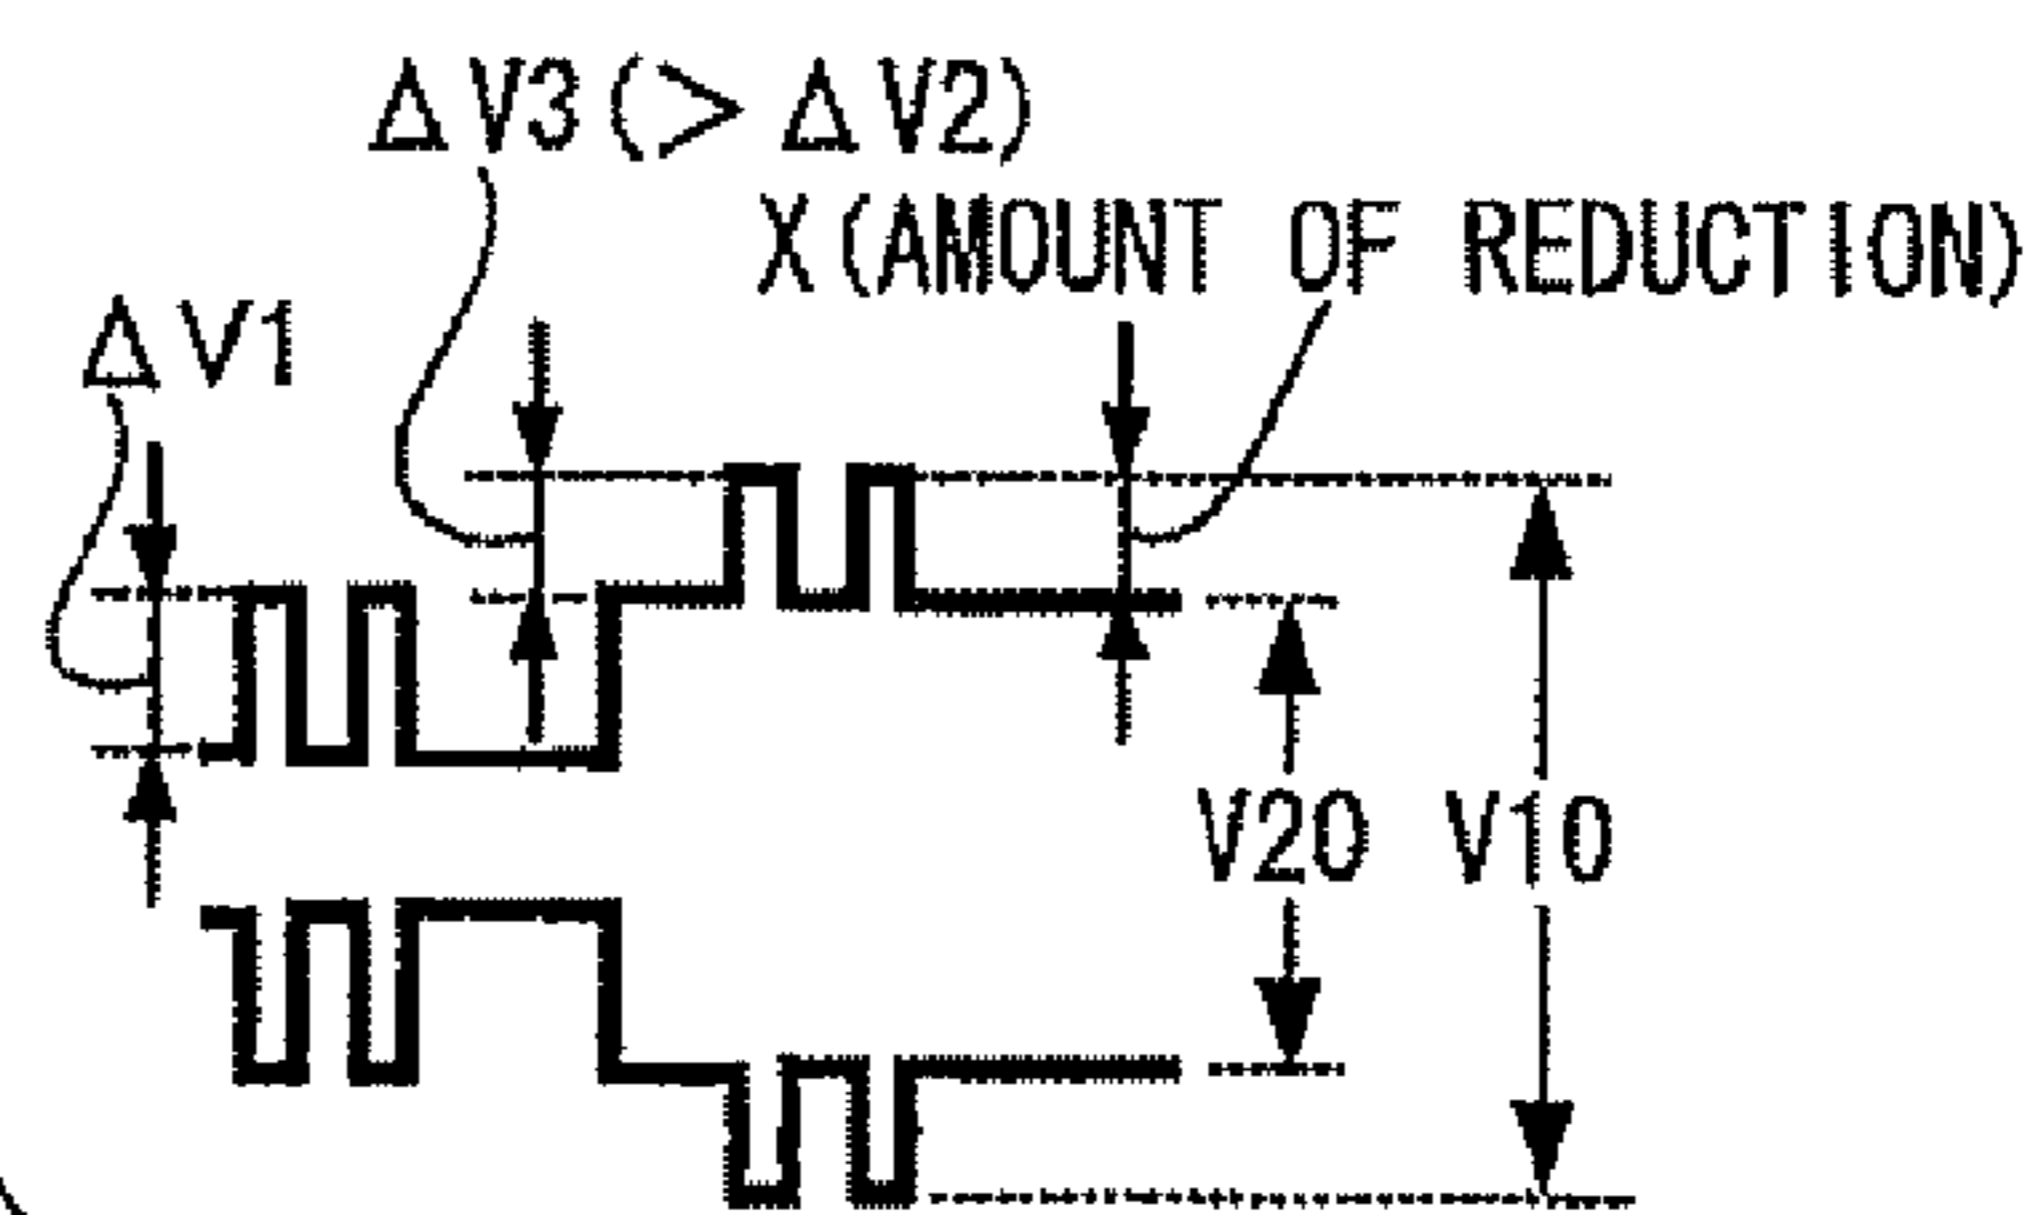 ΔV3(>ΔV2)
X(AMOUNT OF REDUCTION)
ΔV1
V20 V10